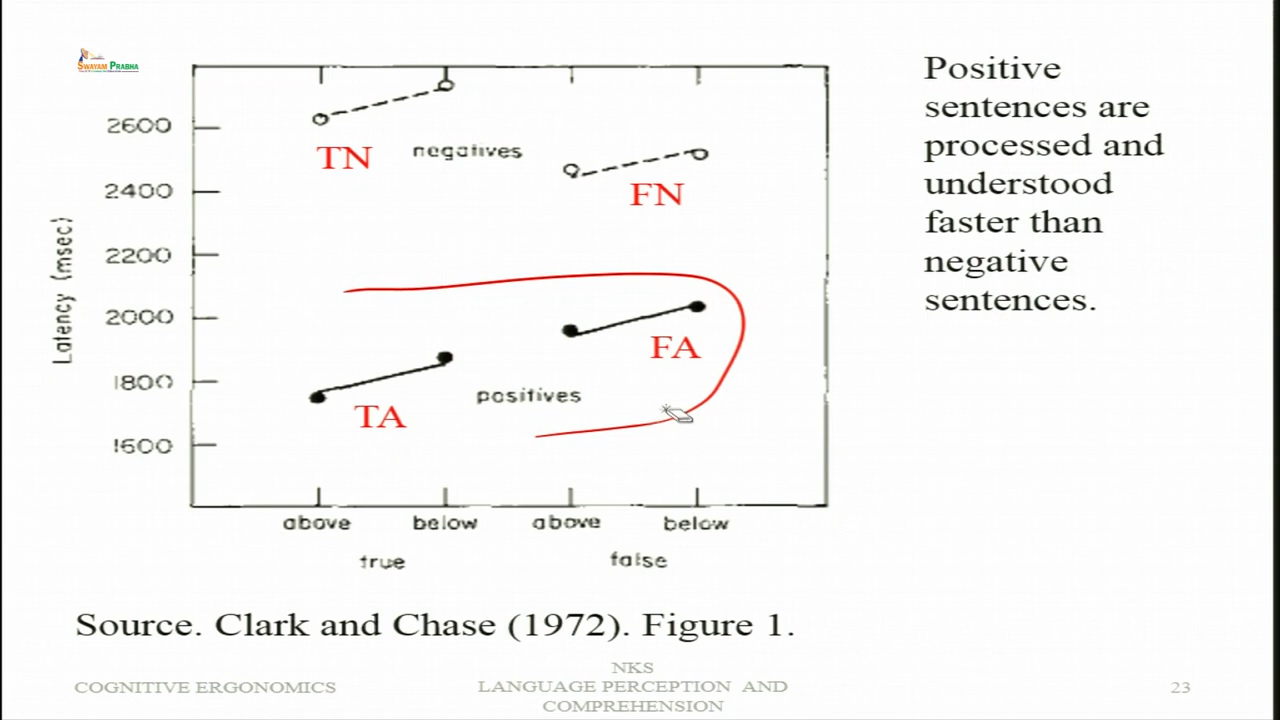 SWAYAM PRABHA
Positive
sentences are
processed and
understood
faster than
negative
sentences.
2600
2400
2200
2000
1800
1600
Latency (msec)
TN
negatives
FN
FA
positives
TA
above below above below
true false
Source. Clark and Chase (1972). Figure 1.
COGNITIVE ERGONOMICS
NKS
LANGUAGE PERCEPTION AND
COMPREHENSION
23